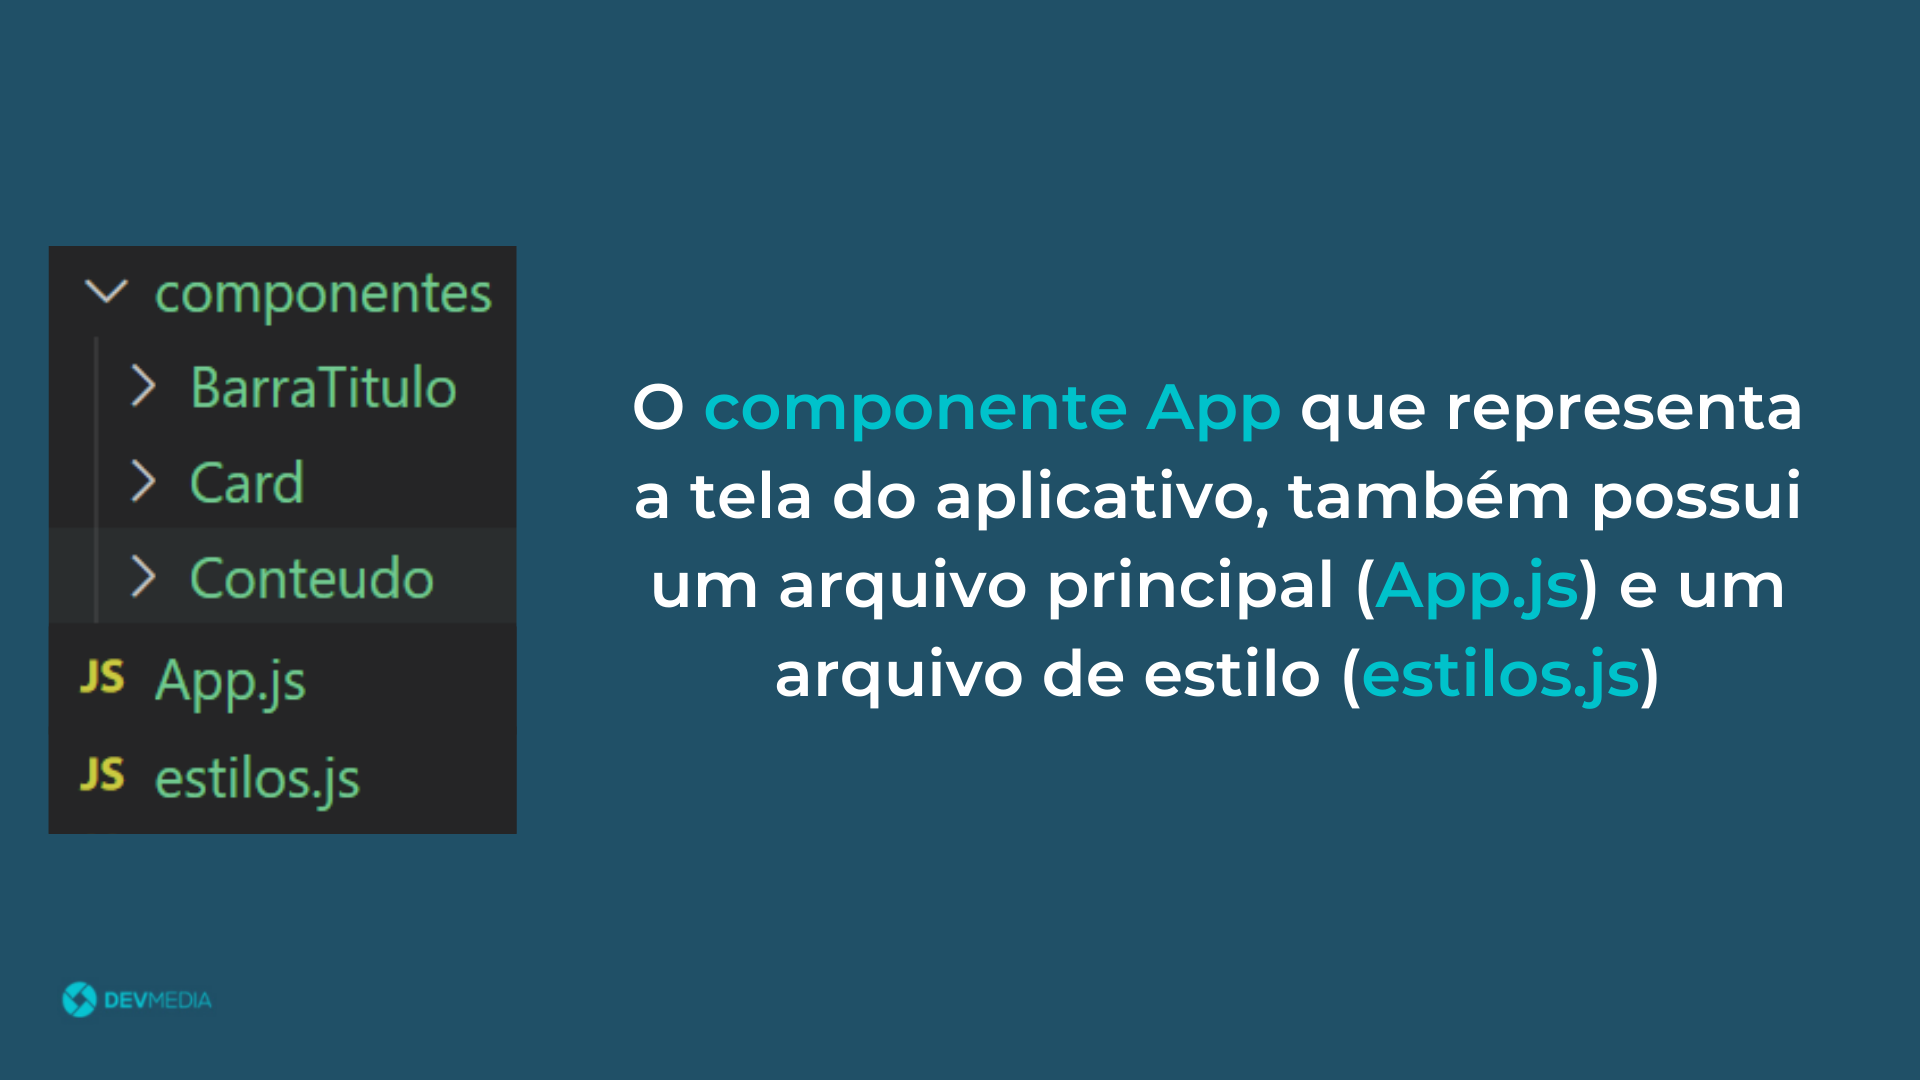 componentes
BarraTitulo
Card
Conteudo
JS App.js
JS estilos.js
O componente App que representa
a tela do aplicativo, também possui
um arquivo principal (App.js) e um
arquivo de estilo (estilos.js)
DEVMEDIA